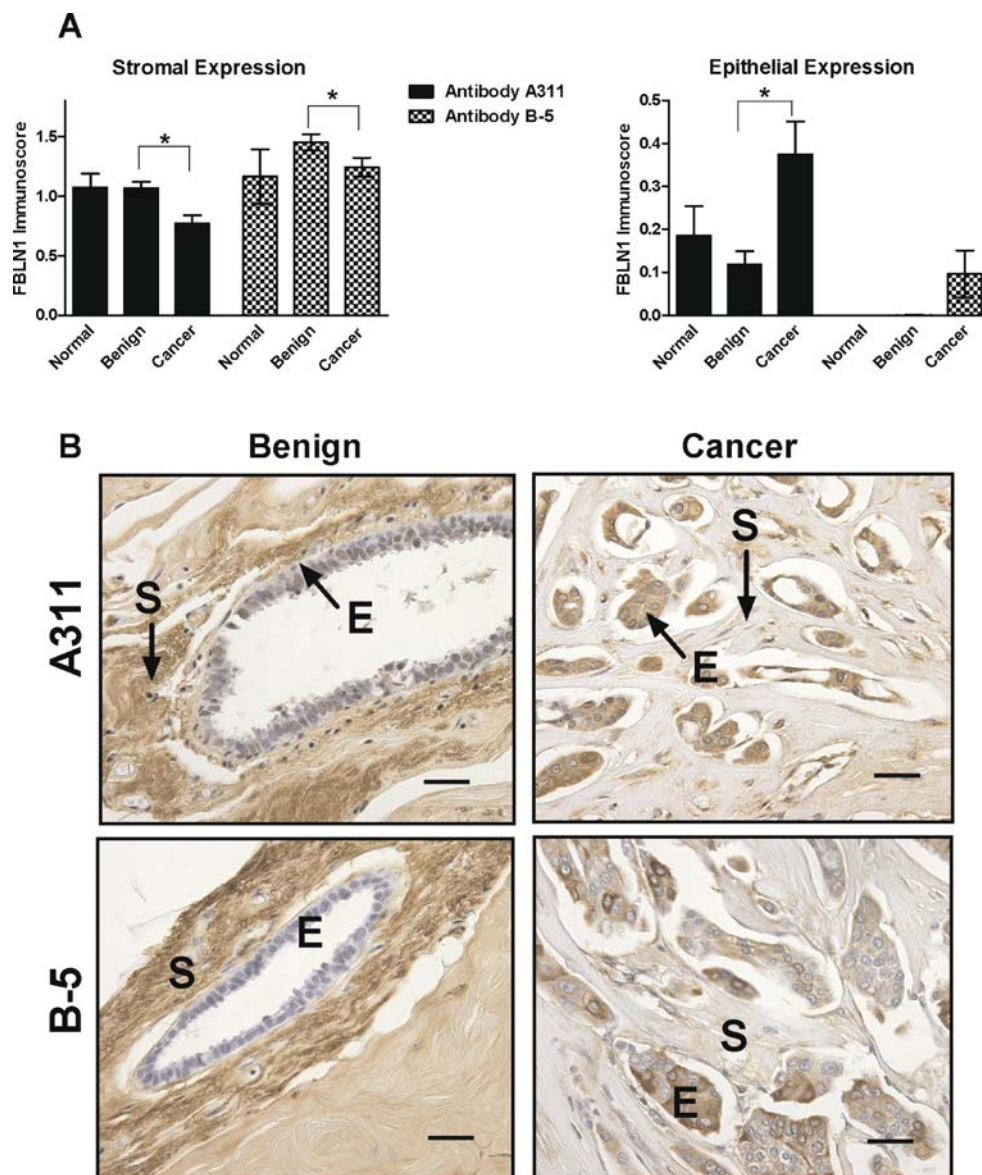 A
Stromal Expression
Antibody A311
Antibody B-5
FBLN1 Immunoscore
1.5
1.0
0.5
0.0
*
*
Normal
Benign
Cancer
Normal
Benign
Cancer
Epithelial Expression
FBLN1 Immunoscore
0.5
0.4
0.3
0.2
0.1
0.0
*
Normal
Benign
Cancer
Normal
Benign
Cancer
B
Benign
Cancer
A311
S
E
S
E
B-5
S
E
S
E